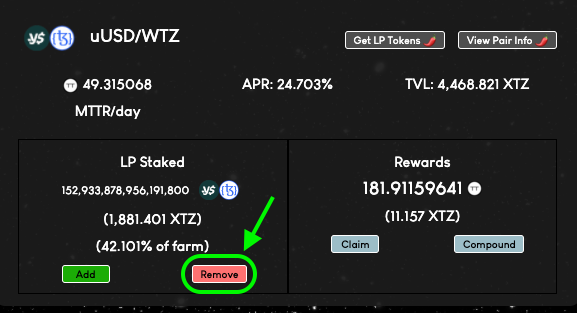 uUSD/WTZ
Get LP Tokens 🌶️ View Pair Info 🌶️
49.315068
MTTR/day
APR: 24.703%
TVL: 4,468.821 XTZ
LP Staked
152,933,878,956,191,800
(1,881.401 XTZ)
(42.101% of farm)
Add Remove
Rewards
181.91159641
(11.157 XTZ)
Claim Compound